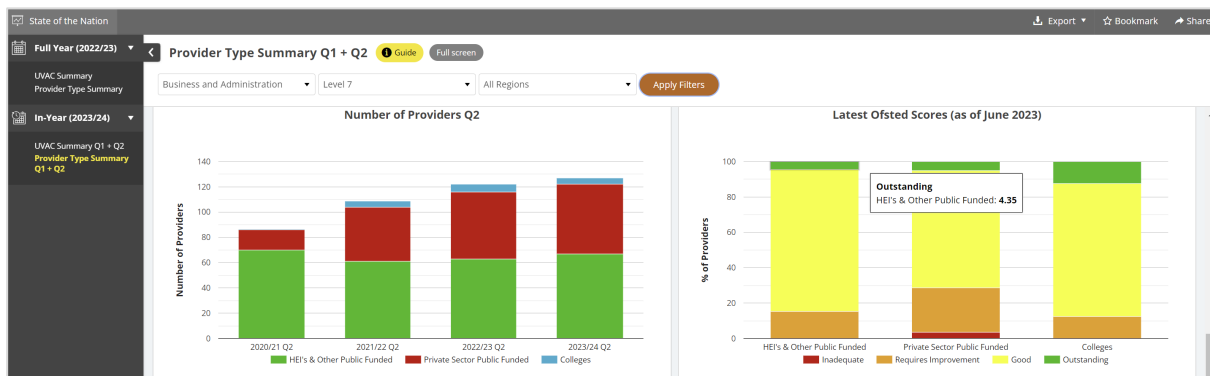 State of the Nation
Export
Bookmark
Share
Full Year (2022/23)
UVAC Summary
Provider Type Summary
In-Year (2023/24)
UVAC Summary Q1 + Q2
Provider Type Summary
Q1 + Q2
Provider Type Summary Q1 + Q2
Guide
Full screen
Business and Administration
Level 7
All Regions
Apply Filters
Number of Providers Q2
Number of Providers
140
120
100
80
60
40
20
0
2020/21 Q2
2021/22 Q2
2022/23 Q2
2023/24 Q2
HEI's & Other Public Funded
Private Sector Public Funded
Colleges
Latest Ofsted Scores (as of June 2023)
% of Providers
100
80
60
40
20
0
Outstanding
HEI's & Other Public Funded: 4.35
HEI's & Other Public Funded
Private Sector Public Funded
Colleges
Inadequate
Requires Improvement
Good
Outstanding